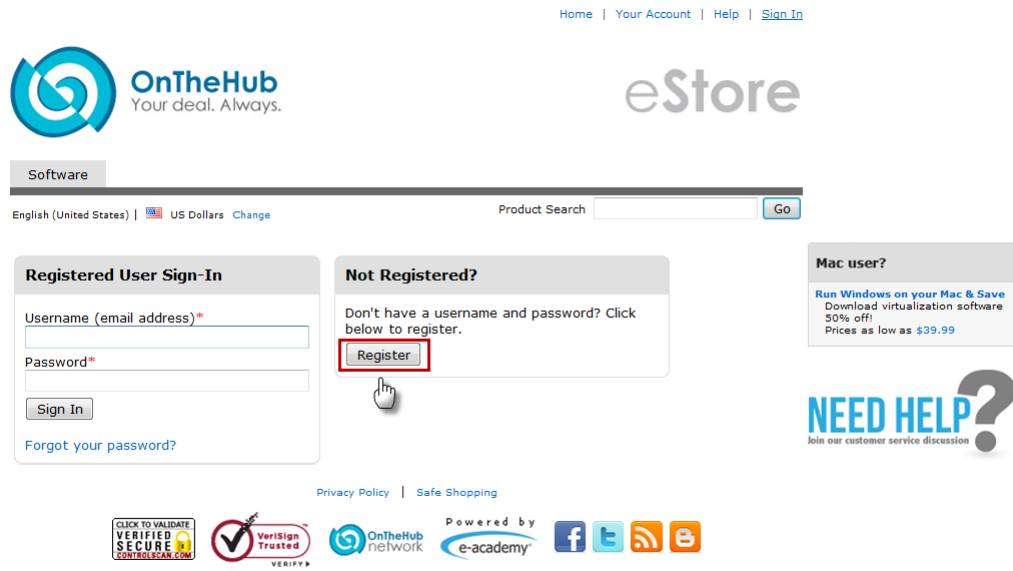 Home | Your Account | Help | Sign In
OnTheHub
Your deal. Always.
eStore
Software
English (United States) | US Dollars Change
Product Search Go
Registered User Sign-In
Username (email address)*
Password*
Sign In
Forgot your password?
Not Registered?
Don't have a username and password? Click
below to register.
Register
Mac user?
Run Windows on your Mac & Save
Download virtualization software
50% off!
Prices as low as $39.99
NEED HELP?
Join our customer service discussion
Privacy Policy | Safe Shopping
CLICK TO VALIDATE
VERIFIED
SECURE
CONTROLSCAN.COM
VeriSign
Trusted
VERIFY
OnTheHub
network
Powered by
e-academy